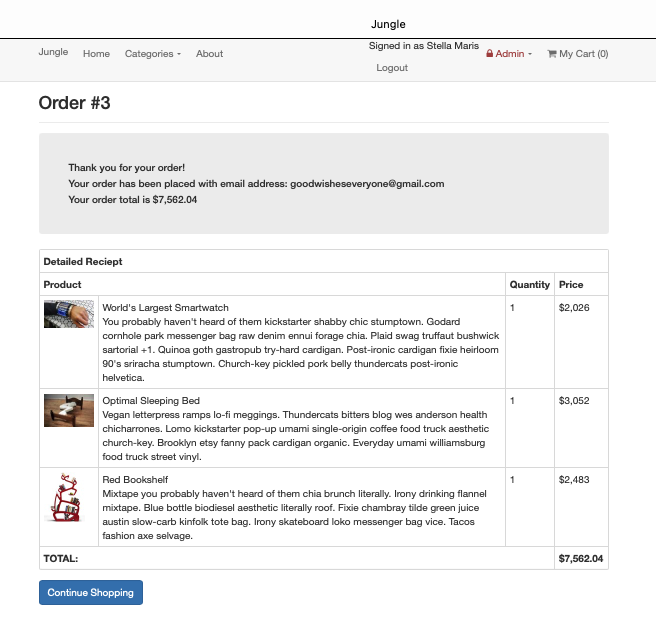 Jungle
Jungle Home Categories About Signed in as Stella Maris Admin My Cart (0)
Logout
Order #3
Thank you for your order!
Your order has been placed with email address: goodwisheseveryone@gmail.com
Your order total is $7,562.04
Detailed Reciept
Product Quantity Price
World's Largest Smartwatch 1 $2,026
You probably haven't heard of them kickstarter shabby chic stumptown. Godard
cornhole park messenger bag raw denim ennui forage chia. Plaid swag truffaut bushwick
sartorial +1. Quinoa goth gastropub try-hard cardigan. Post-ironic cardigan fixie heirloom
90's sriracha stumptown. Church-key pickled pork belly thundercats post-ironic
helvetica.
Optimal Sleeping Bed 1 $3,052
Vegan letterpress ramps lo-fi meggings. Thundercats bitters blog wes anderson health
chicharrones. Lomo kickstarter pop-up umami single-origin coffee food truck aesthetic
church-key. Brooklyn etsy fanny pack cardigan organic. Everyday umami williamsburg
food truck street vinyl.
Red Bookshelf 1 $2,483
Mixtape you probably haven't heard of them chia brunch literally. Irony drinking flannel
mixtape. Blue bottle biodiesel aesthetic literally roof. Fixie chambray tilde green juice
austin slow-carb kinfolk tote bag. Irony skateboard loko messenger bag vice. Tacos
fashion axe selvage.
TOTAL: $7,562.04
Continue Shopping